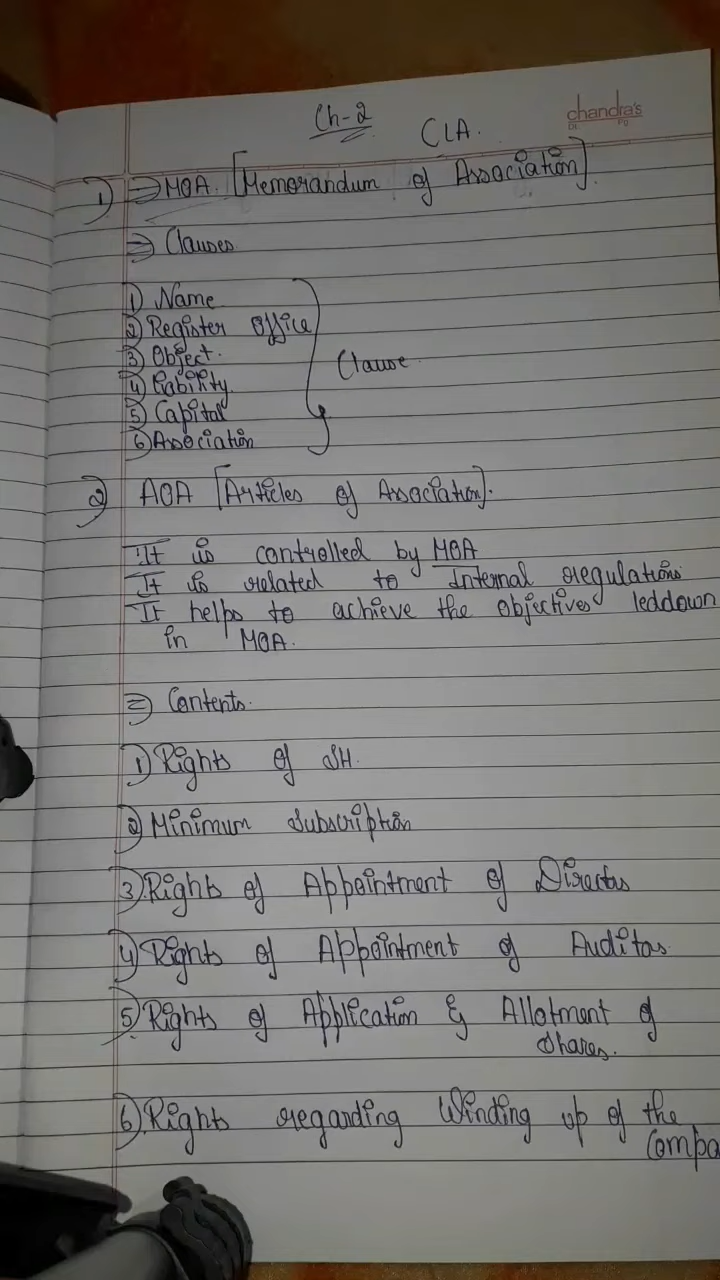 Ch-2
CLA.
chandra's
1) ⇒ MOA. [Memorandum of Association].
⇒ Clauses
1) Name
2) Register office
3) Object.
4) Liability
5) Capital
6) Association
Clause.
2) AOA [Articles of Association].
It is controlled by MOA
It is related to Internal regulations
It helps to achieve the objectives leddown
in MOA.
⇒ Contents.
1) Rights of SH.
2) Minimum Subscription
3) Rights of Appointment of Directors
4) Rights of Appointment of Auditors
5) Rights of Application & Allotment of
Shares.
6) Rights regarding Winding up of the
Compa